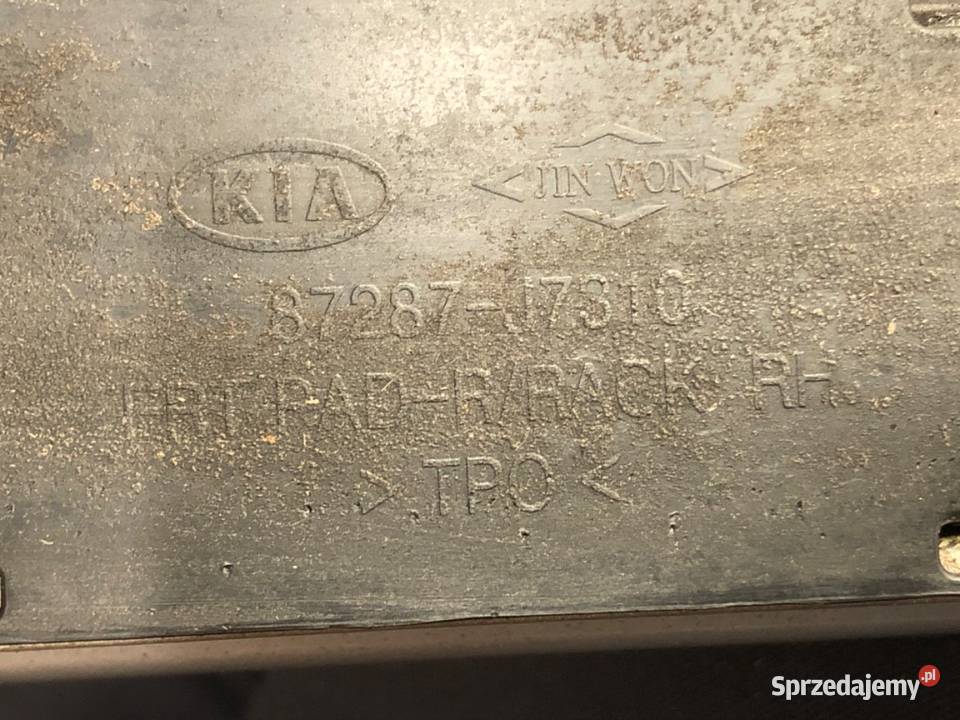 KIA
JIN WON
87287-J7310
FRT PAD-R/RACK RH
>TPO<
Sprzedajemy.pl